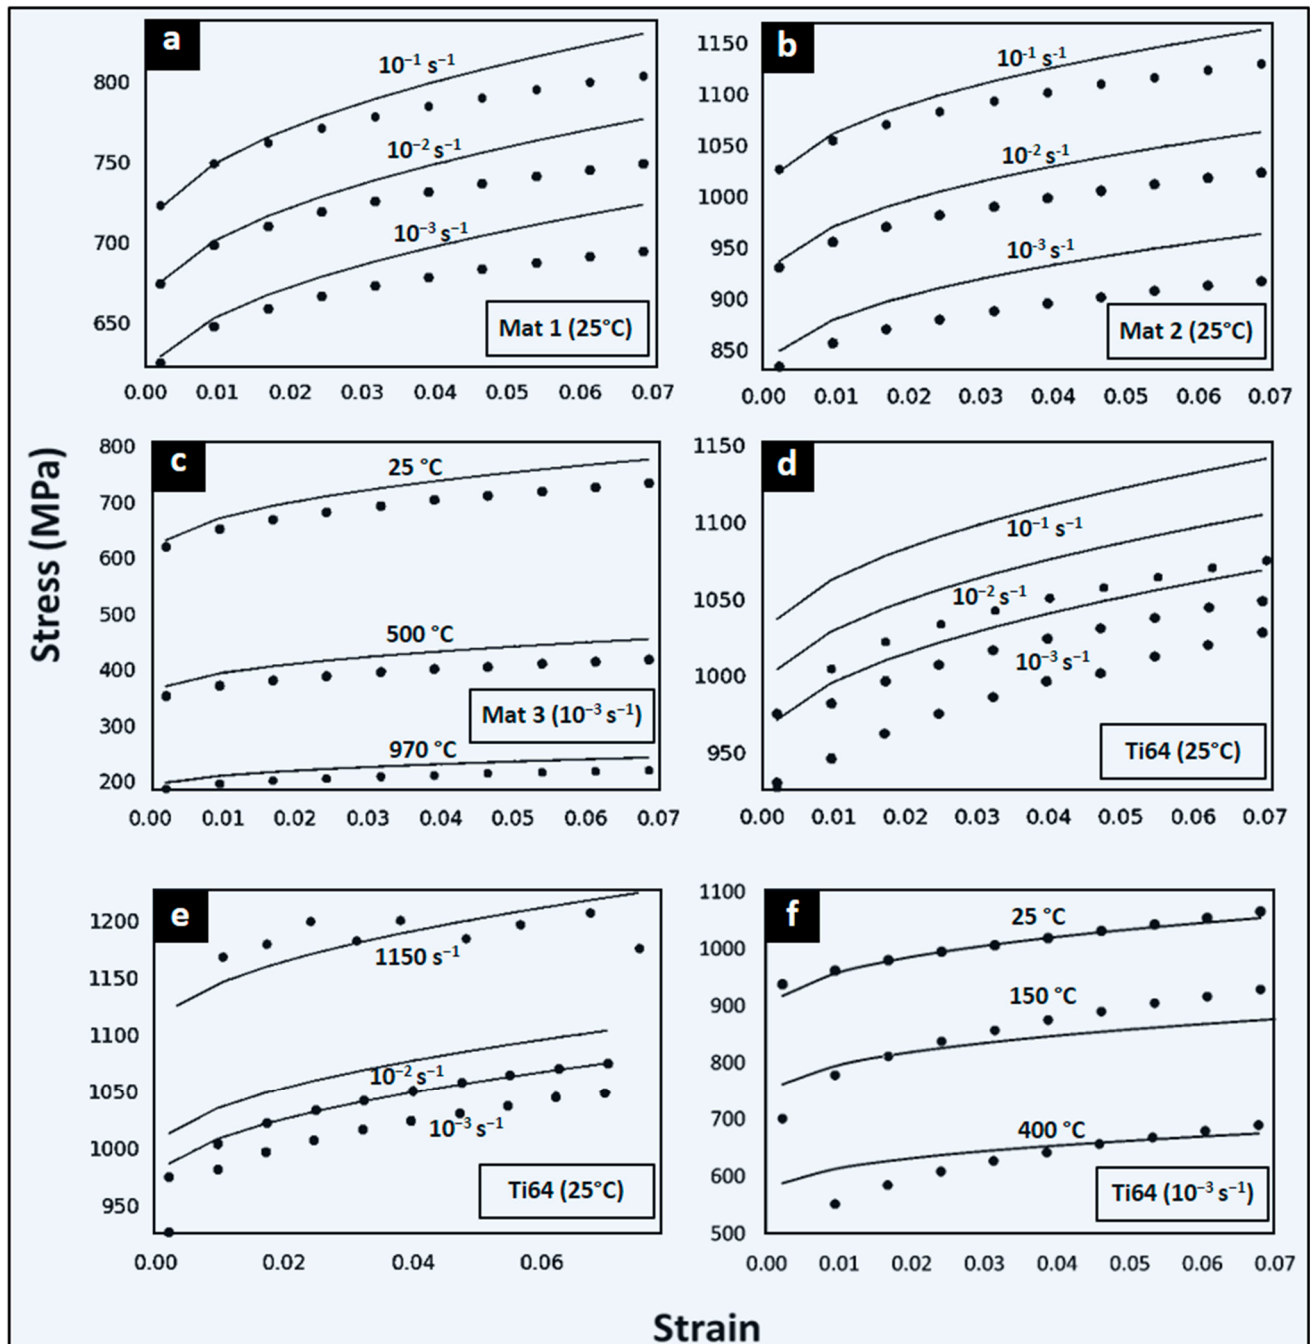 a
10⁻¹ s⁻¹
10⁻² s⁻¹
10⁻³ s⁻¹
Mat 1 (25°C)
800
750
700
650
0.00 0.01 0.02 0.03 0.04 0.05 0.06 0.07
b
10⁻¹ s⁻¹
10⁻² s⁻¹
10⁻³ s⁻¹
Mat 2 (25°C)
1150
1100
1050
1000
950
900
850
0.00 0.01 0.02 0.03 0.04 0.05 0.06 0.07
Stress (MPa)
c
25 °C
500 °C
Mat 3 (10⁻³ s⁻¹)
970 °C
800
700
600
500
400
300
200
0.00 0.01 0.02 0.03 0.04 0.05 0.06 0.07
d
10⁻¹ s⁻¹
10⁻² s⁻¹
10⁻³ s⁻¹
Ti64 (25°C)
1150
1100
1050
1000
950
0.00 0.01 0.02 0.03 0.04 0.05 0.06 0.07
e
1150 s⁻¹
10⁻² s⁻¹
10⁻³ s⁻¹
Ti64 (25°C)
1200
1150
1100
1050
1000
950
0.00 0.02 0.04 0.06
f
25 °C
150 °C
400 °C
Ti64 (10⁻³ s⁻¹)
1100
1000
900
800
700
600
500
0.00 0.01 0.02 0.03 0.04 0.05 0.06 0.07
Strain